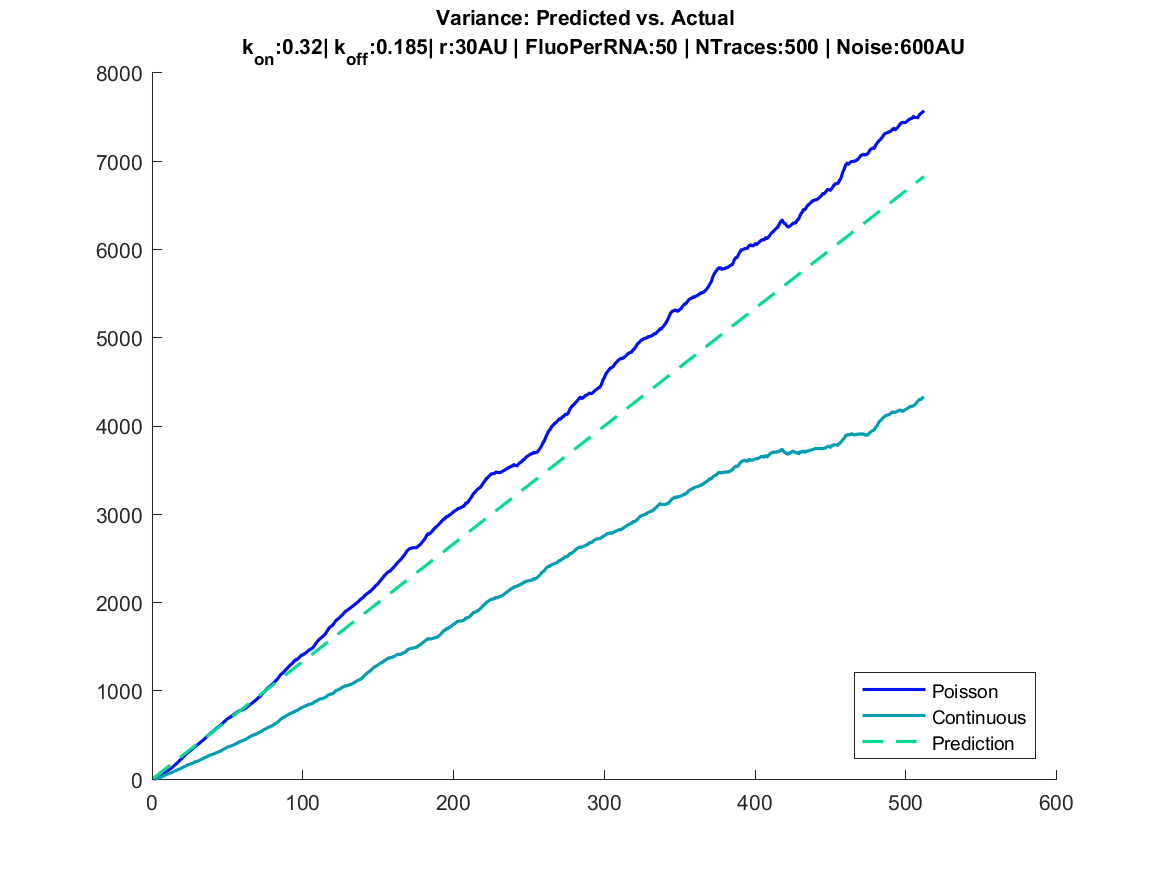 Variance: Predicted vs. Actual
kon:0.32| koff:0.185| r:30AU | FluoPerRNA:50 | NTraces:500 | Noise:600AU
8000
7000
6000
5000
4000
3000
2000
1000
0
0 100 200 300 400 500 600
Poisson
Continuous
Prediction